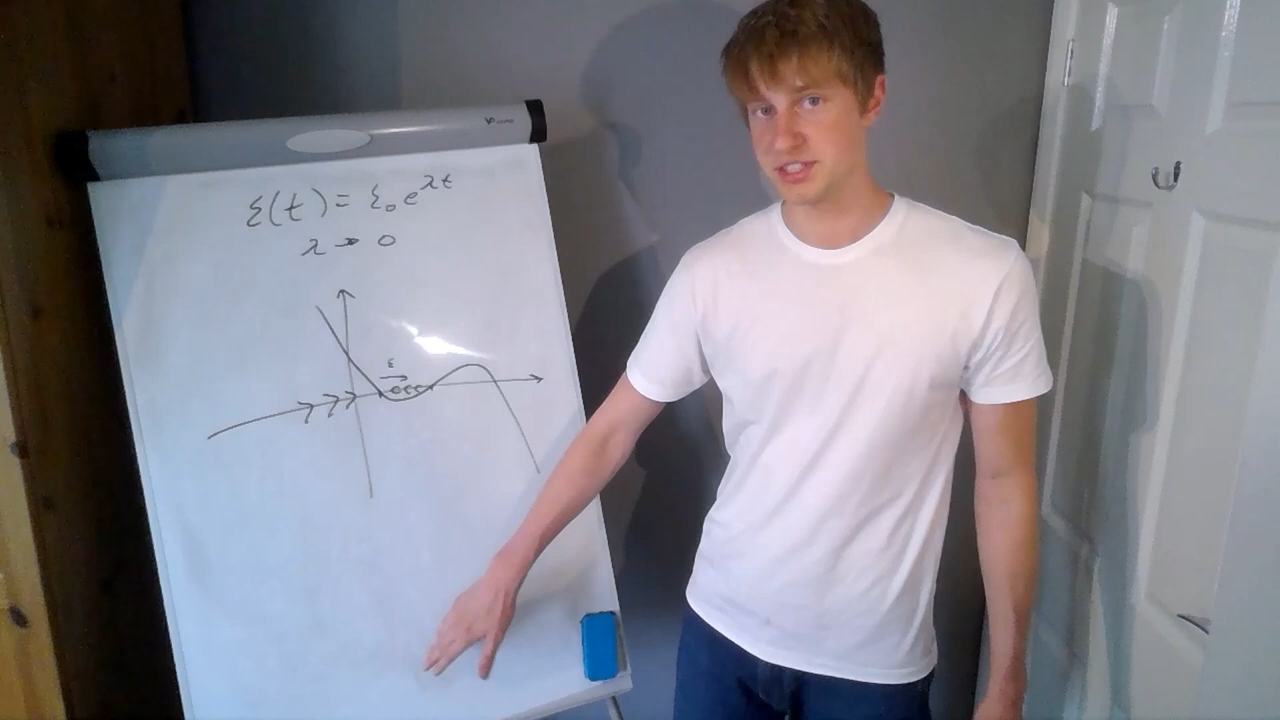 ε(t) = ε₀e^λt
λ → 0
ε